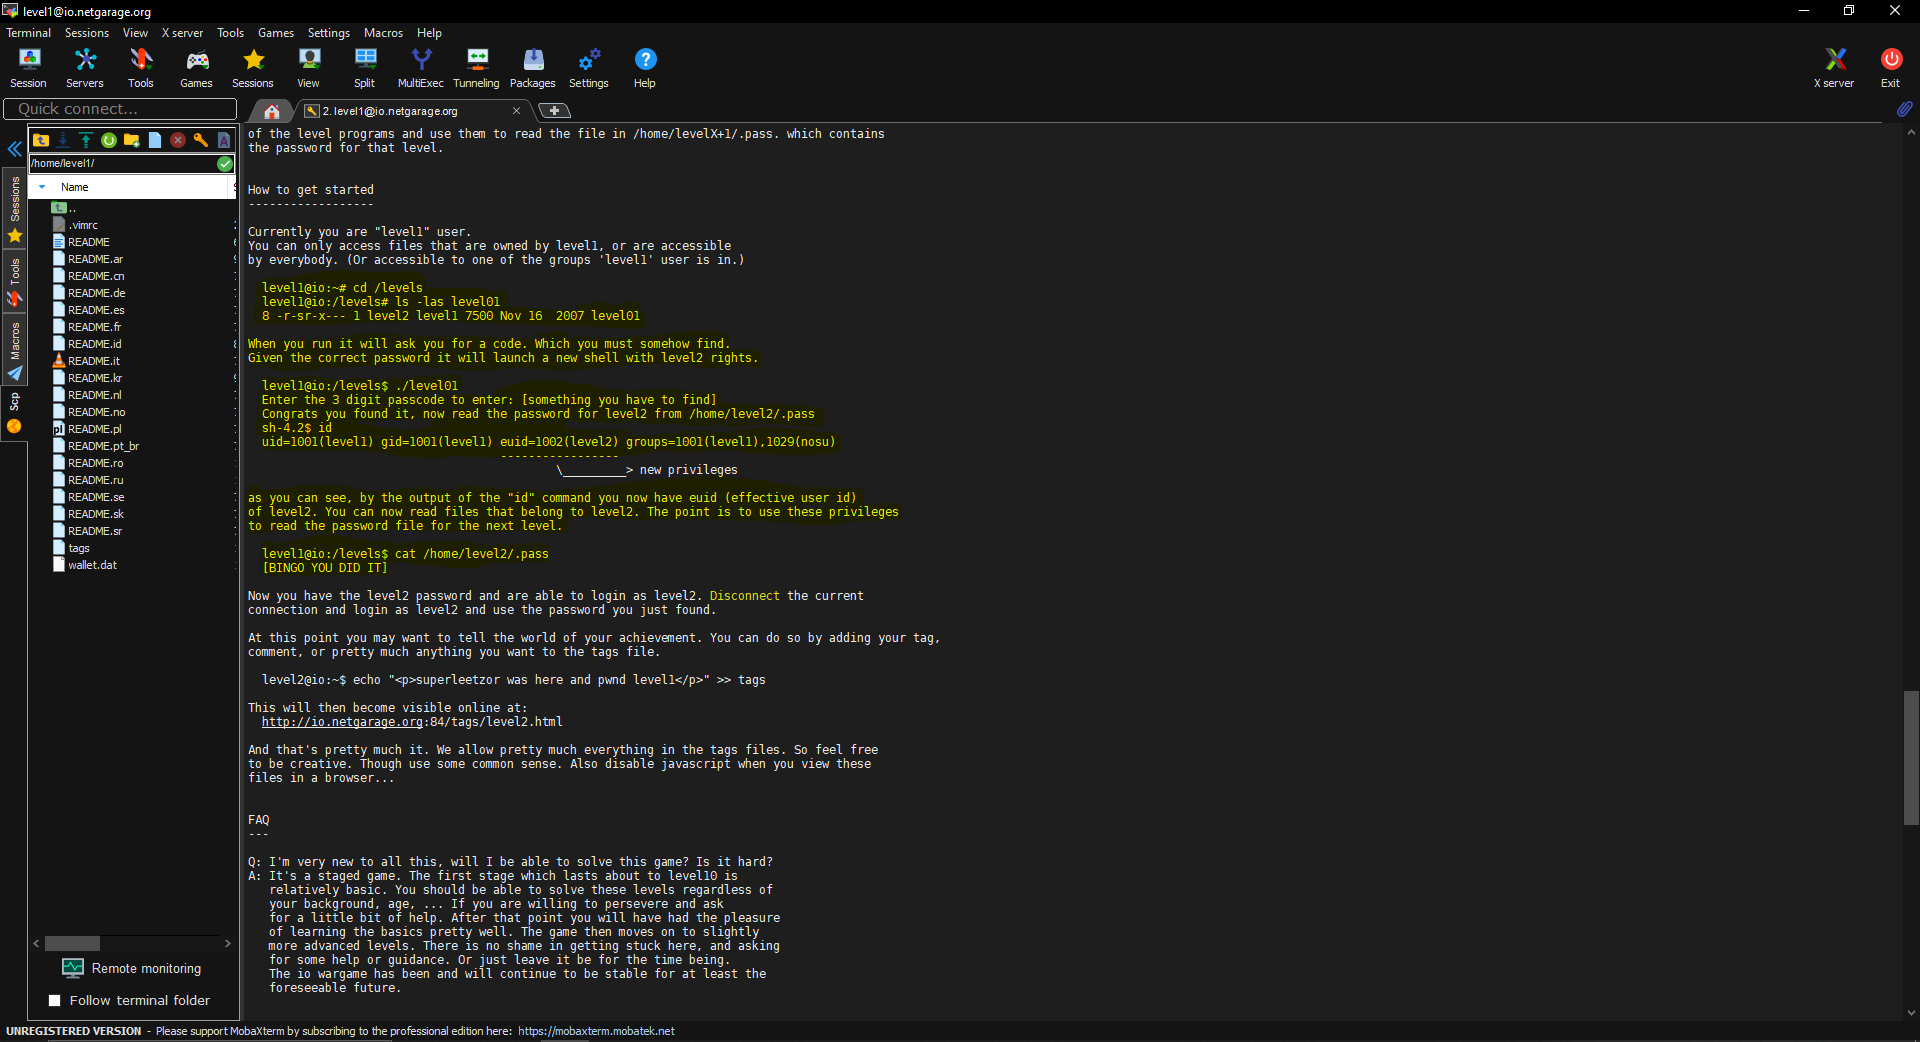 level1@io.netgarage.org
Terminal Sessions View X server Tools Games Settings Macros Help
Session Servers Tools Games Sessions View Split MultiExec Tunneling Packages Settings Help X server Exit
Quick connect...
2. level1@io.netgarage.org
/home/level1/
Name
..
.vimrc
README
README.ar
README.cn
README.de
README.es
README.fr
README.id
README.it
README.kr
README.nl
README.no
README.pl
README.pt_br
README.ro
README.ru
README.se
README.sk
README.sr
tags
wallet.dat
Sessions
Tools
Macros
Scp
Remote monitoring
Follow terminal folder
of the level programs and use them to read the file in /home/levelX+1/.pass. which contains
the password for that level.
How to get started
------------------
Currently you are "level1" user.
You can only access files that are owned by level1, or are accessible
by everybody. (Or accessible to one of the groups 'level1' user is in.)
level1@io:~# cd /levels
level1@io:/levels# ls -las level01
8 -r-sr-x--- 1 level2 level1 7500 Nov 16  2007 level01
When you run it will ask you for a code. Which you must somehow find.
Given the correct password it will launch a new shell with level2 rights.
level1@io:/levels$ ./level01
Enter the 3 digit passcode to enter: [something you have to find]
Congrats you found it, now read the password for level2 from /home/level2/.pass
sh-4.2$ id
uid=1001(level1) gid=1001(level1) euid=1002(level2) groups=1001(level1),1029(nosu)
-----------------
\_________> new privileges
as you can see, by the output of the "id" command you now have euid (effective user id)
of level2. You can now read files that belong to level2. The point is to use these privileges
to read the password file for the next level.
level1@io:/levels$ cat /home/level2/.pass
[BINGO YOU DID IT]
Now you have the level2 password and are able to login as level2. Disconnect the current
connection and login as level2 and use the password you just found.
At this point you may want to tell the world of your achievement. You can do so by adding your tag,
comment, or pretty much anything you want to the tags file.
level2@io:~$ echo "<p>superleetzor was here and pwnd level1</p>" >> tags
This will then become visible online at:
http://io.netgarage.org:84/tags/level2.html
And that's pretty much it. We allow pretty much everything in the tags files. So feel free
to be creative. Though use some common sense. Also disable javascript when you view these
files in a browser...
FAQ
---
Q: I'm very new to all this, will I be able to solve this game? Is it hard?
A: It's a staged game. The first stage which lasts about to level10 is
relatively basic. You should be able to solve these levels regardless of
your background, age, ... If you are willing to persevere and ask
for a little bit of help. After that point you will have had the pleasure
of learning the basics pretty well. The game then moves on to slightly
more advanced levels. There is no shame in getting stuck here, and asking
for some help or guidance. Or just leave it be for the time being.
The io wargame has been and will continue to be stable for at least the
foreseeable future.
UNREGISTERED VERSION - Please support MobaXterm by subscribing to the professional edition here: https://mobaxterm.mobatek.net